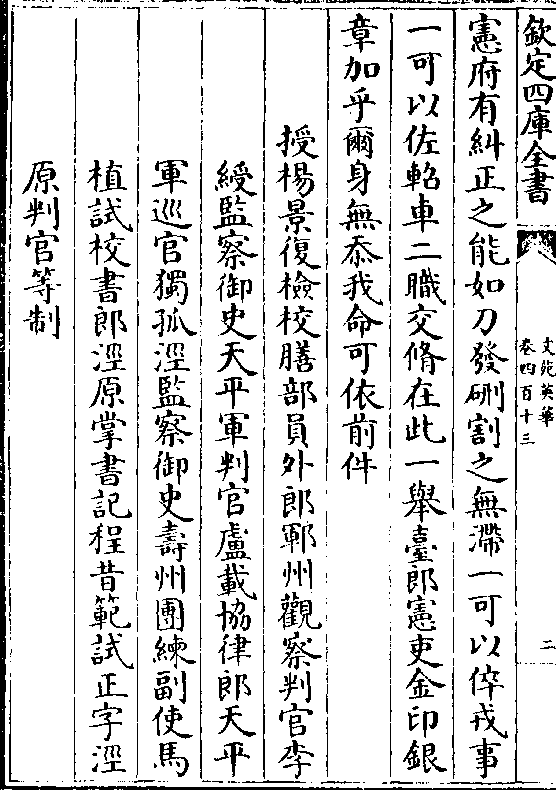 欽定四庫全書
文苑英華
卷四百十三
二
憲府有糾正之能如刀發硎割之無滯一可以倅戎事
一可以佐軺車二職交脩在此一舉臺郎憲吏金印銀
章加乎爾身無忝我命可依前件
授楊景復檢校膳部員外郎鄆州觀察判官李
綬監察御史天平軍判官盧載協律郎天平
軍巡官獨孤涇監察御史壽州團練副使馬
植試校書郎涇原掌書記程昔範試正字涇
原判官等制